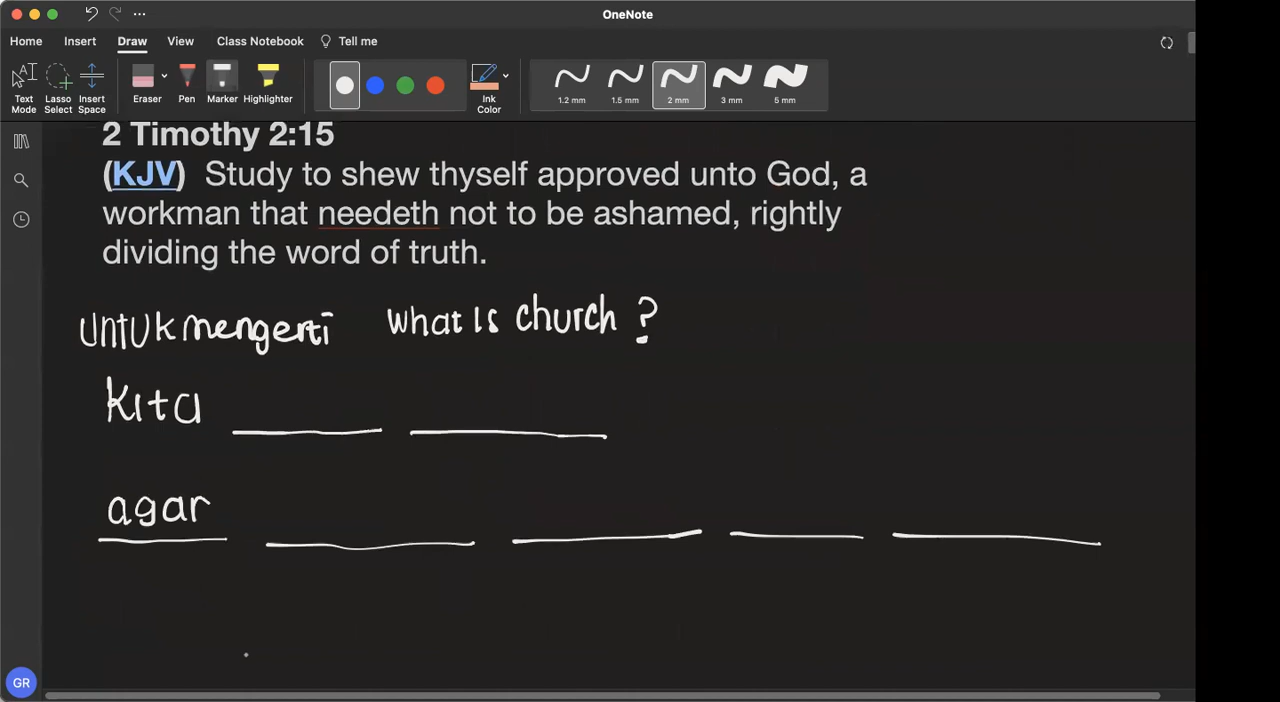 OneNote
Home Insert Draw View Class Notebook Tell me
Text Mode Lasso Select Insert Space Eraser Pen Marker Highlighter Ink Color 1.2 mm 1.5 mm 2 mm 3 mm 5 mm
2 Timothy 2:15
(KJV) Study to shew thyself approved unto God, a
workman that needeth not to be ashamed, rightly
dividing the word of truth.
untuk mengerti what is church ?
kita
agar
GR